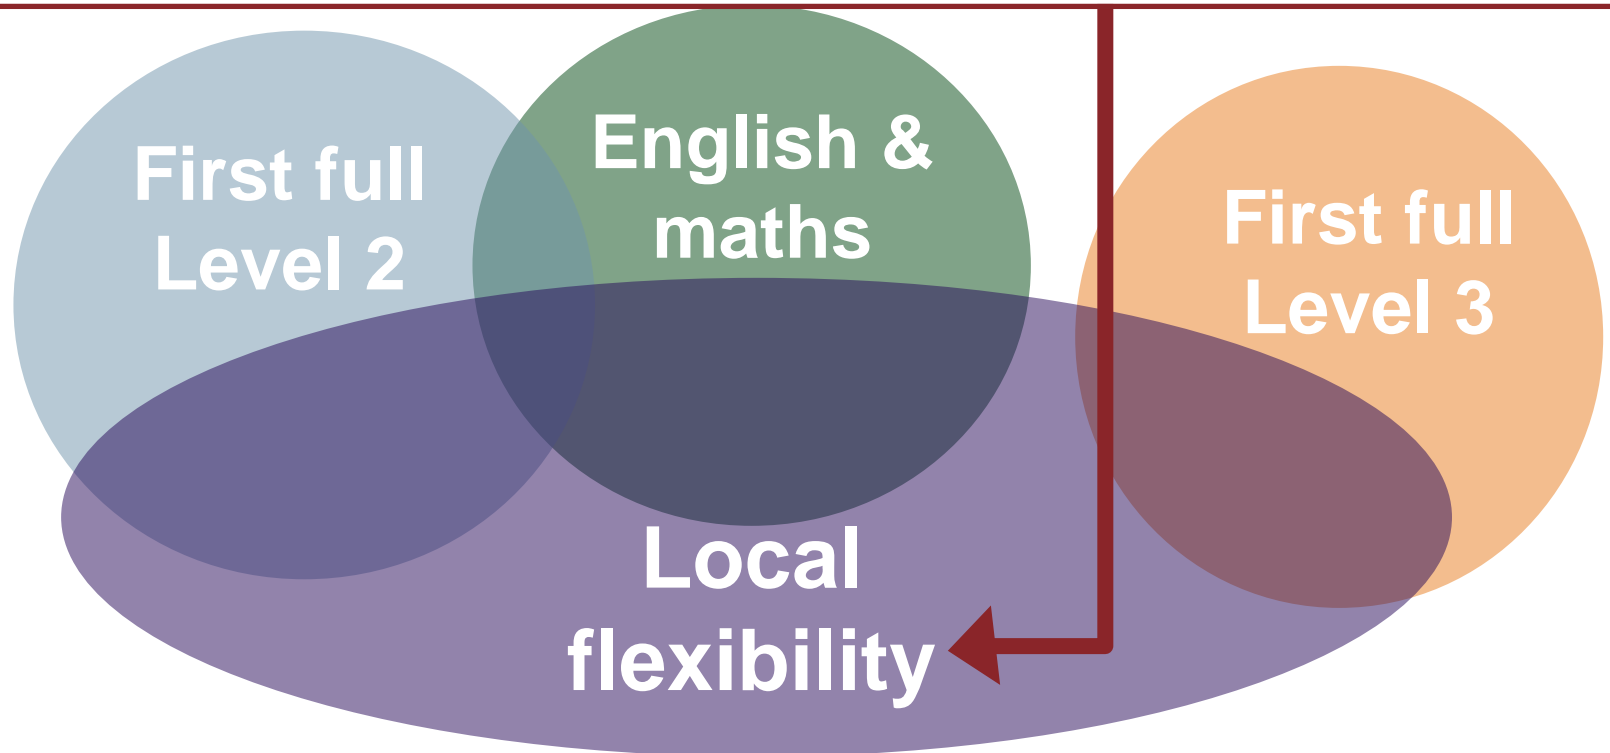 First full
Level 2
English &
maths
First full
Level 3
Local
flexibility